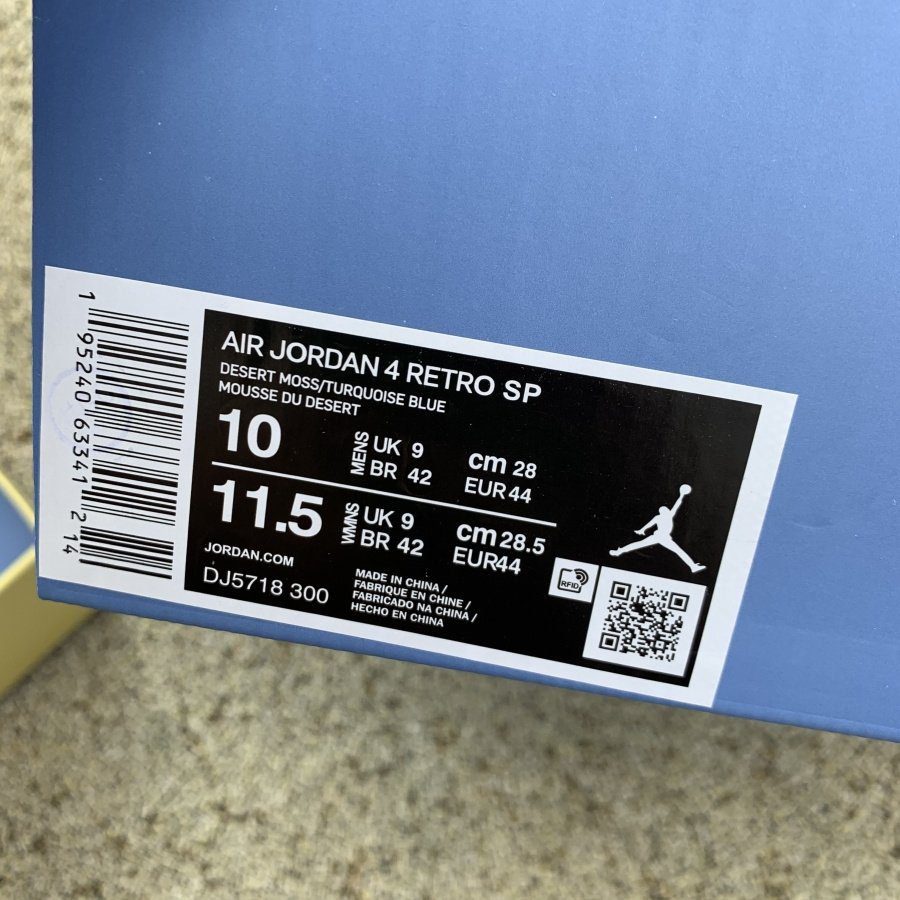 1 95240 63341 2 14
AIR JORDAN 4 RETRO SP
DESERT MOSS/TURQUOISE BLUE
MOUSSE DU DESERT
10 MENS UK 9 cm 28
BR 42 EUR 44
11.5 WMNS UK 9 cm 28.5
BR 42 EUR44
JORDAN.COM
DJ5718 300
MADE IN CHINA /
FABRIQUE EN CHINE /
FABRICADO NA CHINA /
HECHO EN CHINA
RFID